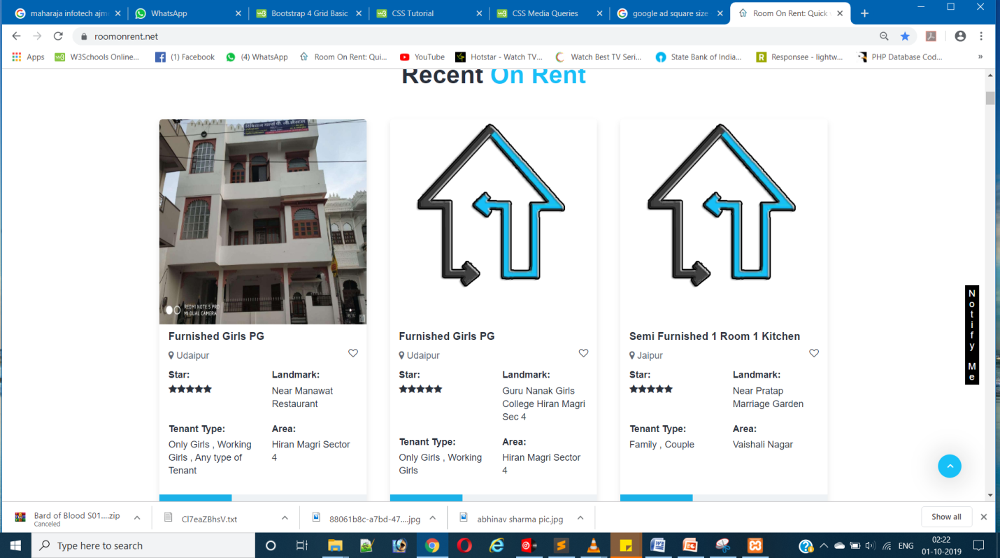 maharaja infotech ajm
WhatsApp
Bootstrap 4 Grid Basic
CSS Tutorial
CSS Media Queries
google ad square size
Room On Rent: Quick
roomonrent.net
Apps
W3Schools Online...
(1) Facebook
(4) WhatsApp
Room On Rent: Qui...
YouTube
Hotstar - Watch TV...
Watch Best TV Seri...
State Bank of India...
Responsee - lightw...
PHP Database Cod...
»
Recent On Rent
REDMI NOTE 5 PRO
MI DUAL CAMERA
Furnished Girls PG
Udaipur
Star:
Landmark:
Near Manawat
Restaurant
Tenant Type:
Area:
Only Girls , Working
Girls , Any type of
Tenant
Hiran Magri Sector
4
Furnished Girls PG
Udaipur
Star:
Landmark:
Guru Nanak Girls
College Hiran Magri
Sec 4
Tenant Type:
Area:
Only Girls , Working
Girls
Hiran Magri Sector
4
Semi Furnished 1 Room 1 Kitchen
Jaipur
Star:
Landmark:
Near Pratap
Marriage Garden
Tenant Type:
Area:
Family , Couple
Vaishali Nagar
Notify Me
Bard of Blood S01....zip
Canceled
Cl7eaZBhsV.txt
88061b8c-a7bd-47....jpg
abhinav sharma pic.jpg
Show all
Type here to search
ENG
02:22
01-10-2019